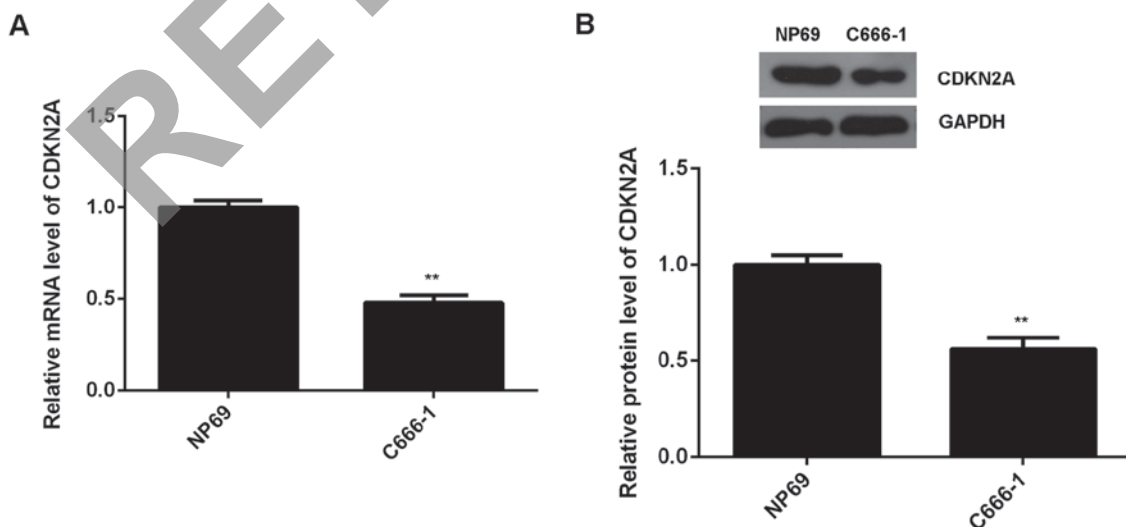 A
Relative mRNA level of CDKN2A
1.5
1.0
0.5
0.0
**
NP69
C666-1
B
NP69 C666-1
CDKN2A
GAPDH
Relative protein level of CDKN2A
1.5
1.0
0.5
0.0
**
NP69
C666-1
RE